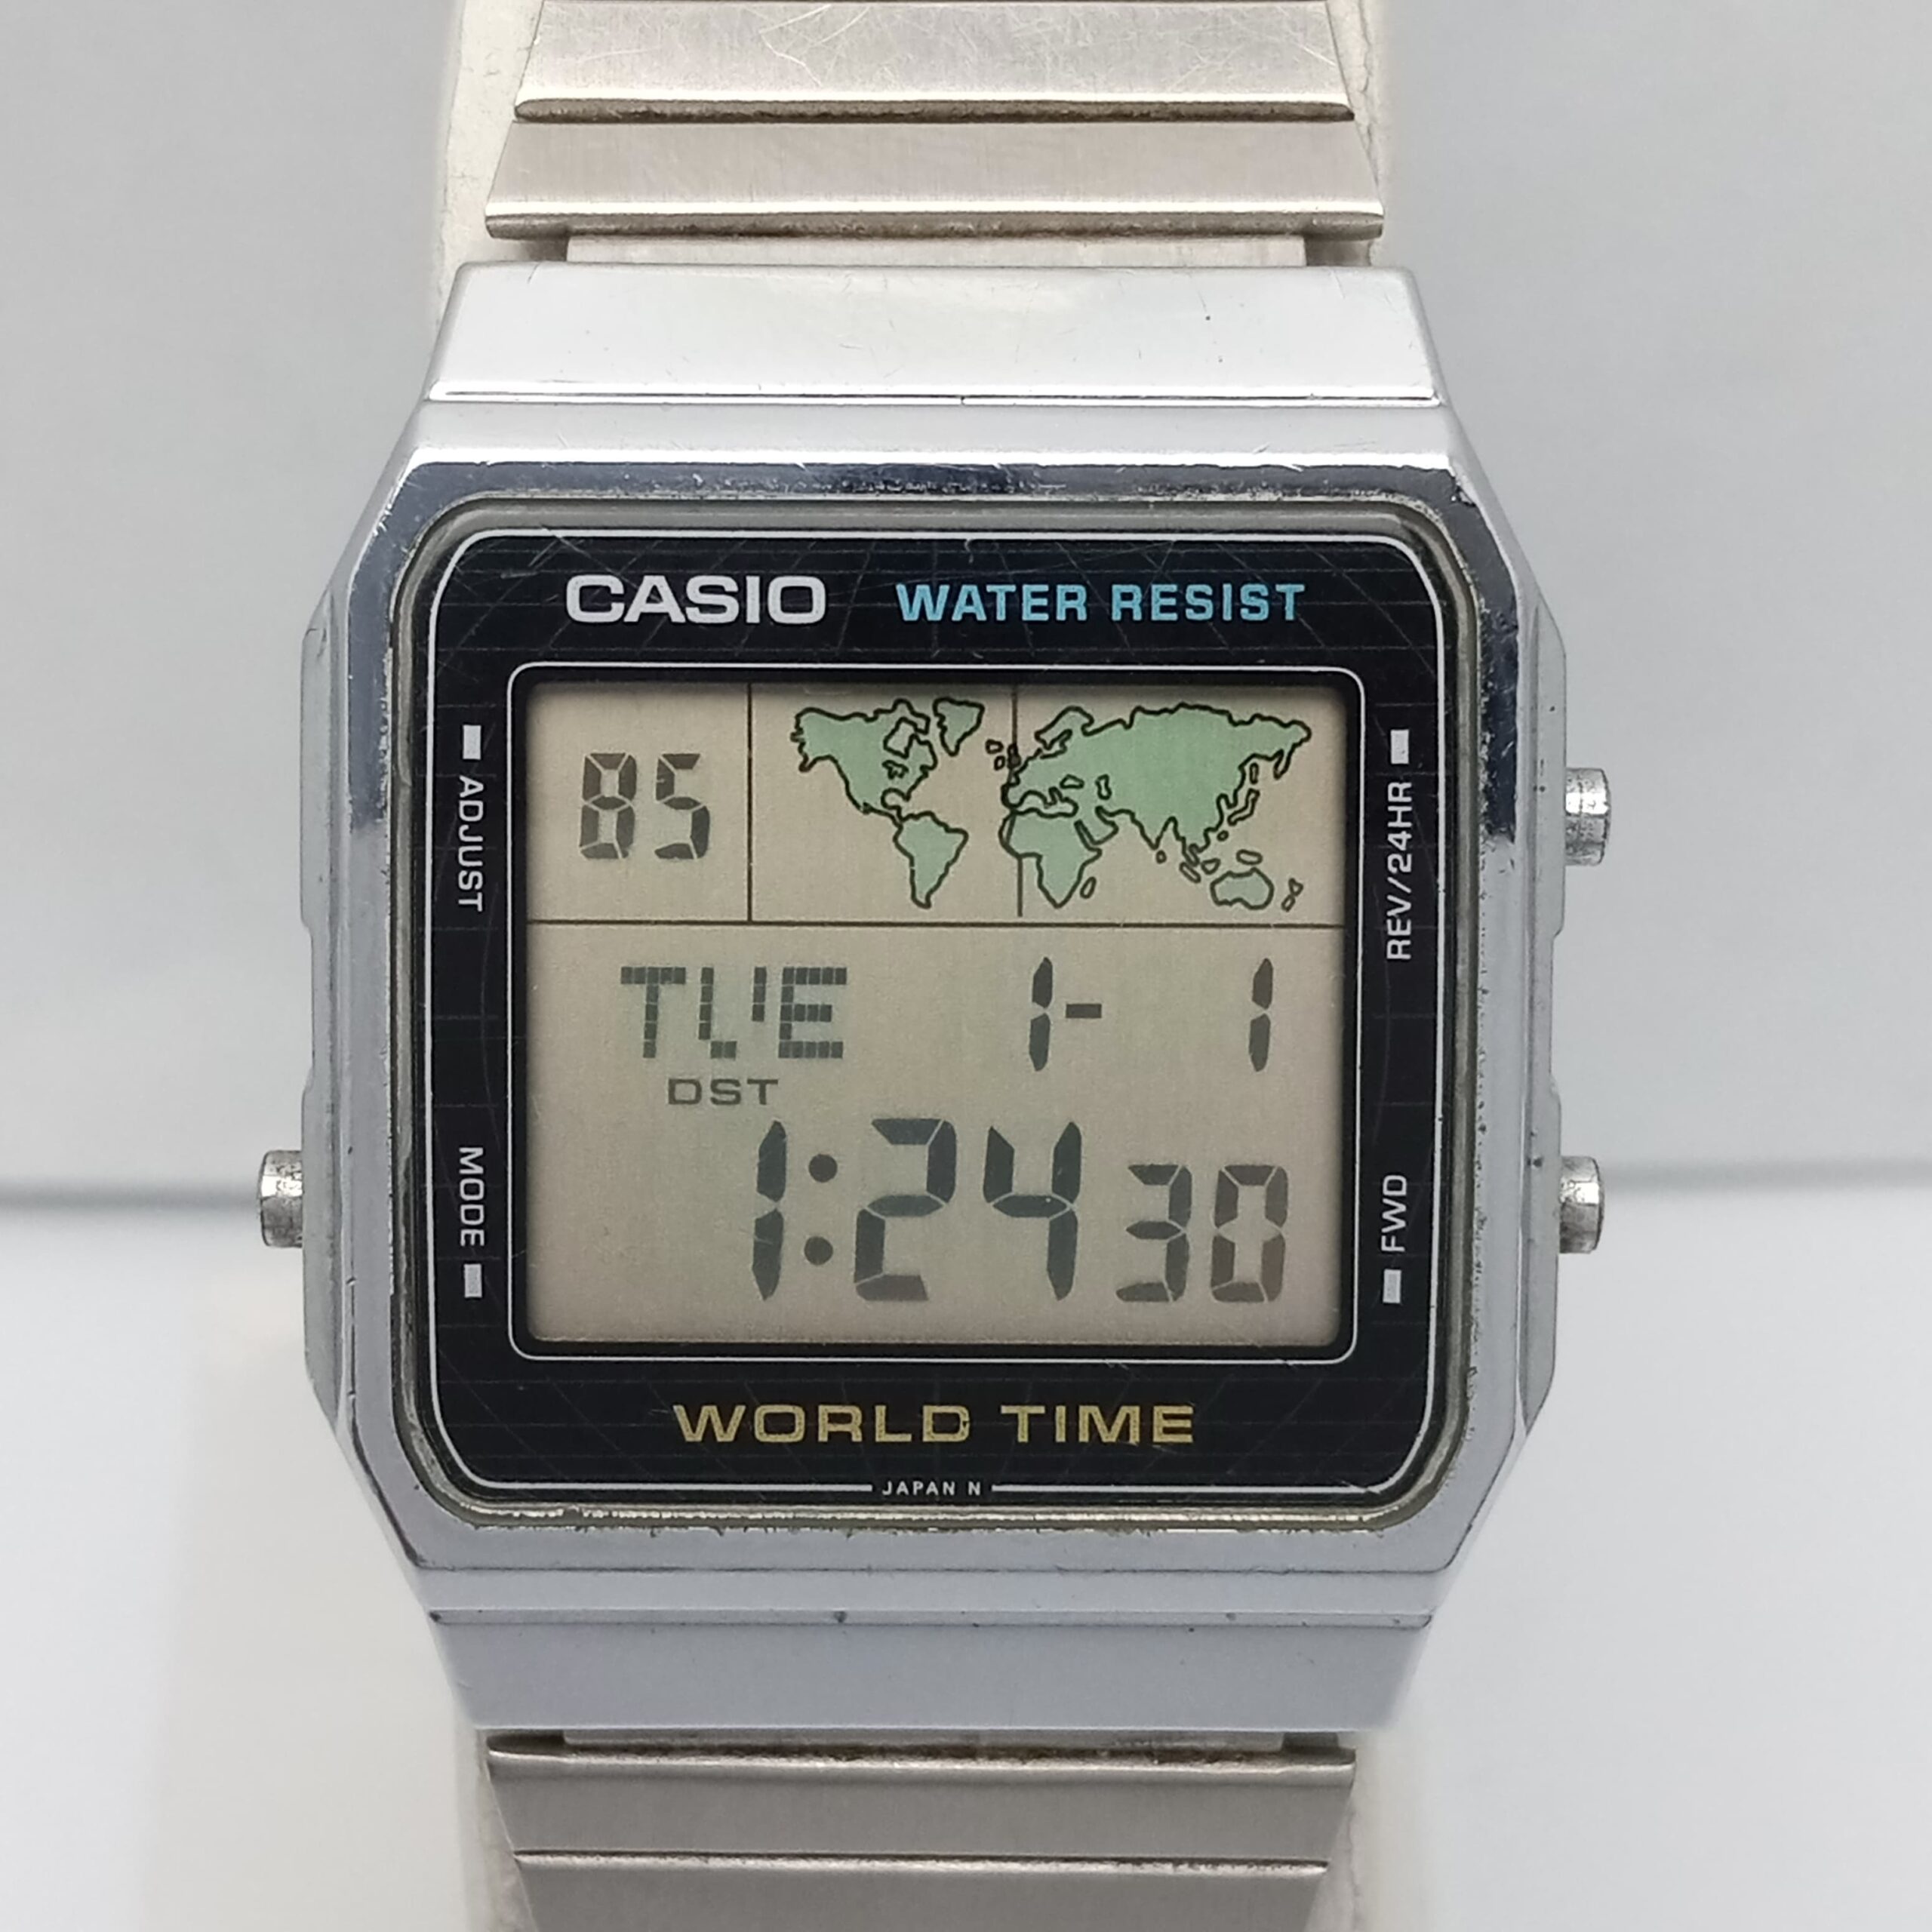 CASIO WATER RESIST
ADJUST
REV/24HR
85
TUE 1- 1
DST
1:24 30
MODE
FWD
WORLD TIME
JAPAN N